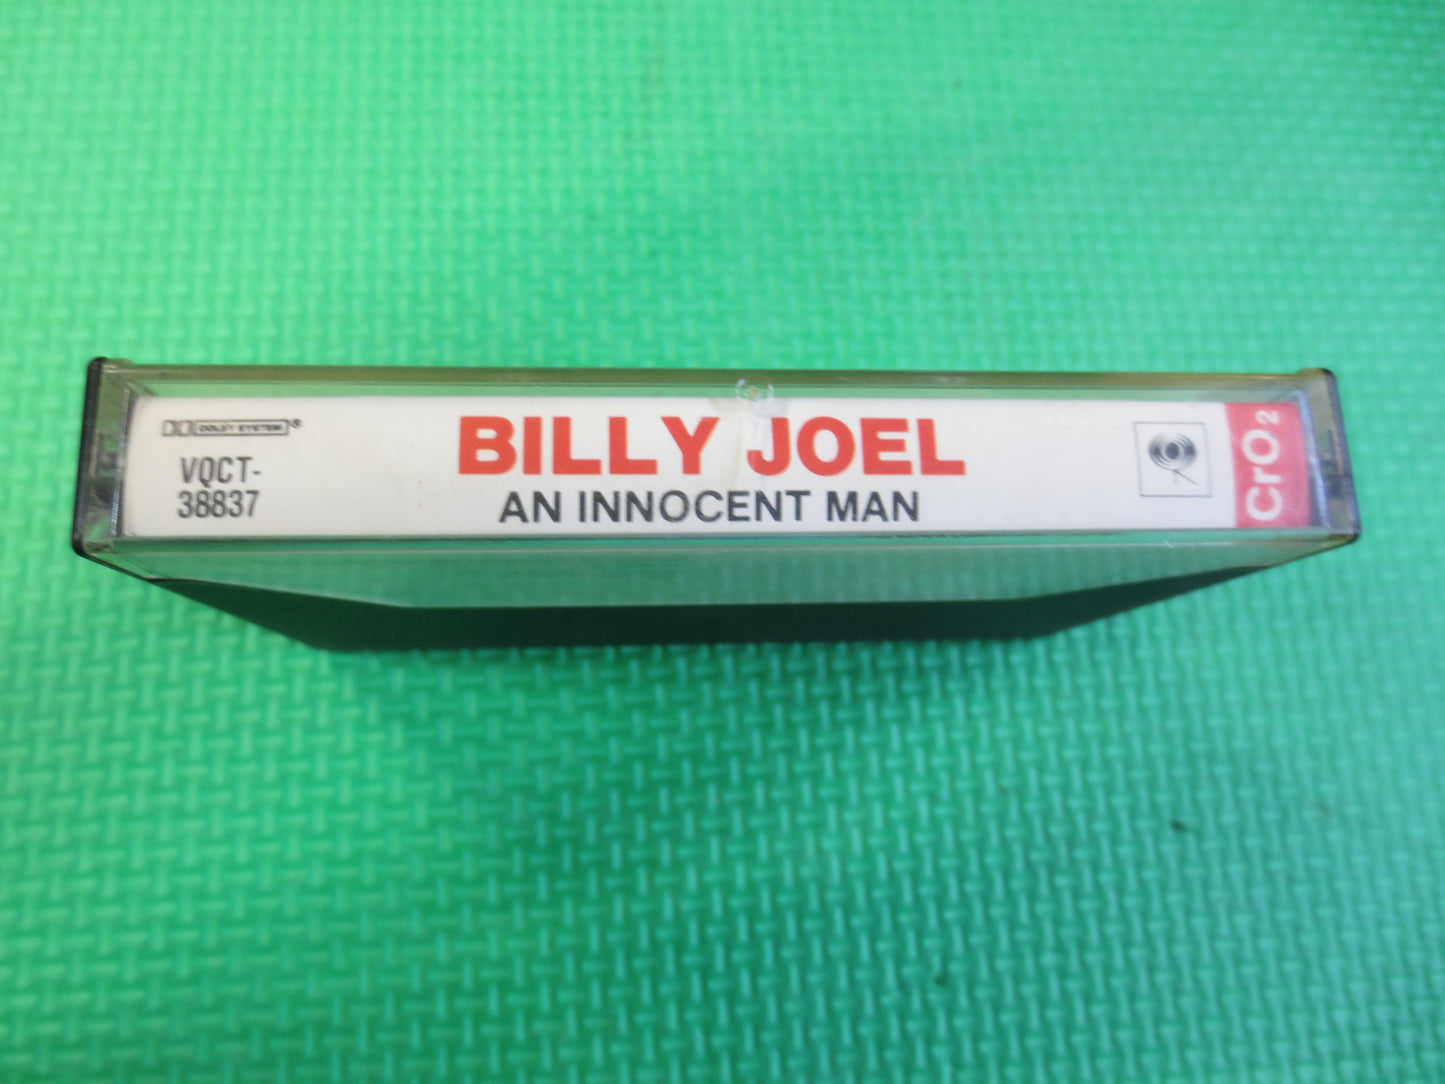 DOLBY SYSTEM®
VQCT-
38837
BILLY JOEL
AN INNOCENT MAN
CrO₂